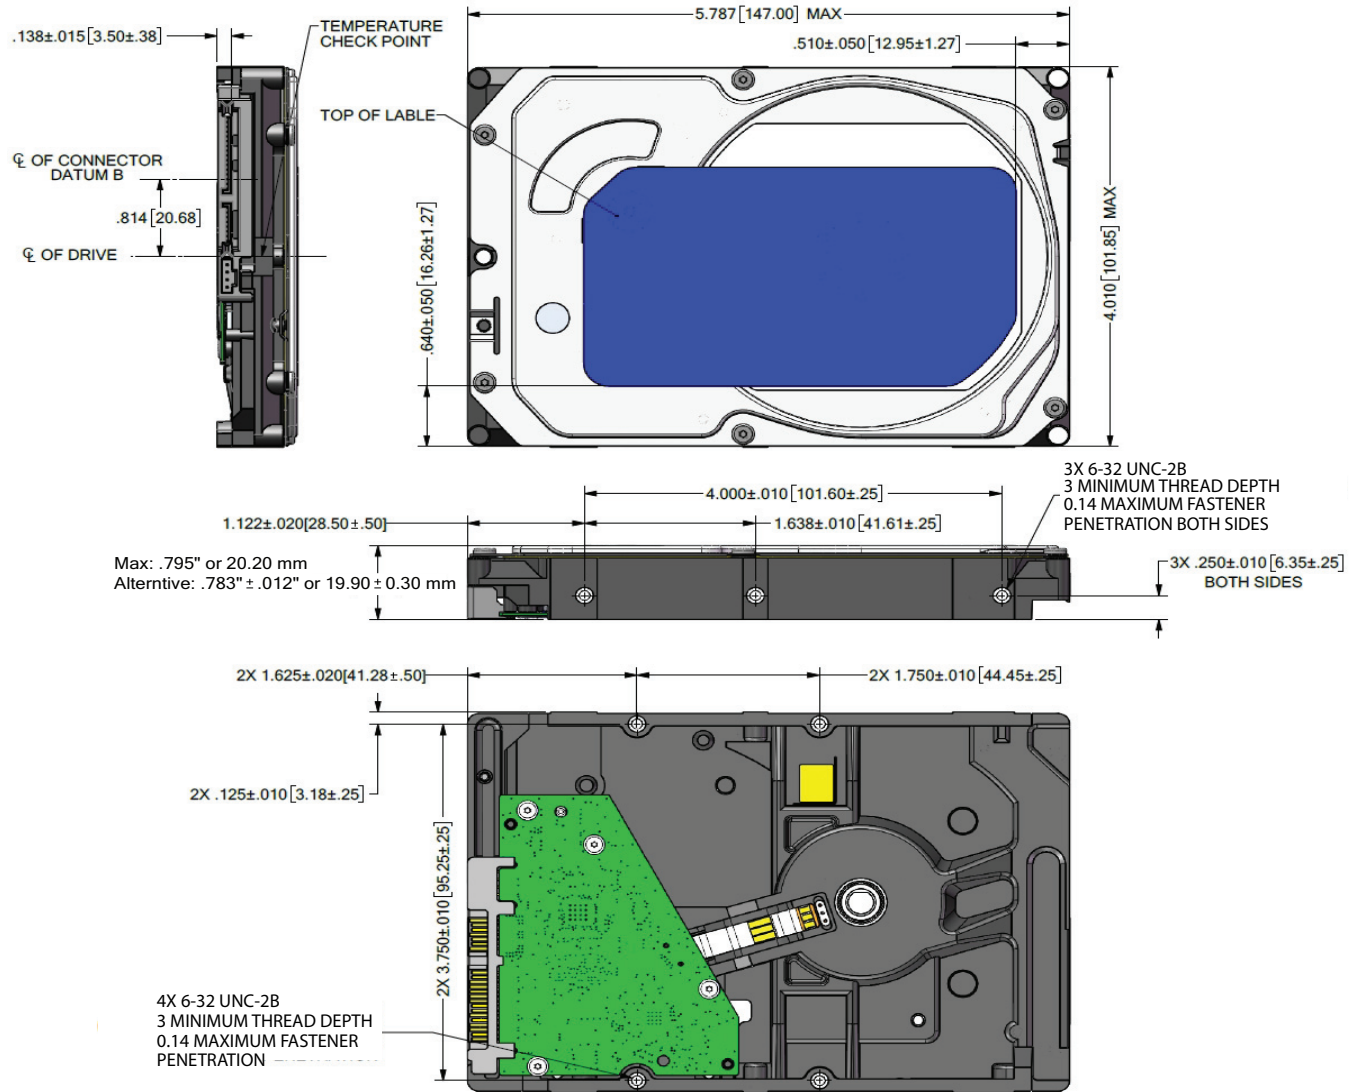 5.787[147.00] MAX
.138±.015[3.50±.38]
TEMPERATURE
CHECK POINT
.510±.050[12.95±1.27]
TOP OF LABLE
℄ OF CONNECTOR
DATUM B
.814[20.68]
℄ OF DRIVE
.640±.050[16.26±1.27]
4.010[101.85] MAX
3X 6-32 UNC-2B
3 MINIMUM THREAD DEPTH
0.14 MAXIMUM FASTENER
PENETRATION BOTH SIDES
4.000±.010[101.60±.25]
1.122±.020[28.50±.50]
1.638±.010[41.61±.25]
Max: .795" or 20.20 mm
Alterntive: .783" ± .012" or 19.90 ± 0.30 mm
3X .250±.010[6.35±.25]
BOTH SIDES
2X 1.625±.020[41.28±.50]
2X 1.750±.010[44.45±.25]
2X .125±.010[3.18±.25]
2X 3.750±.010[95.25±.25]
4X 6-32 UNC-2B
3 MINIMUM THREAD DEPTH
0.14 MAXIMUM FASTENER
PENETRATION